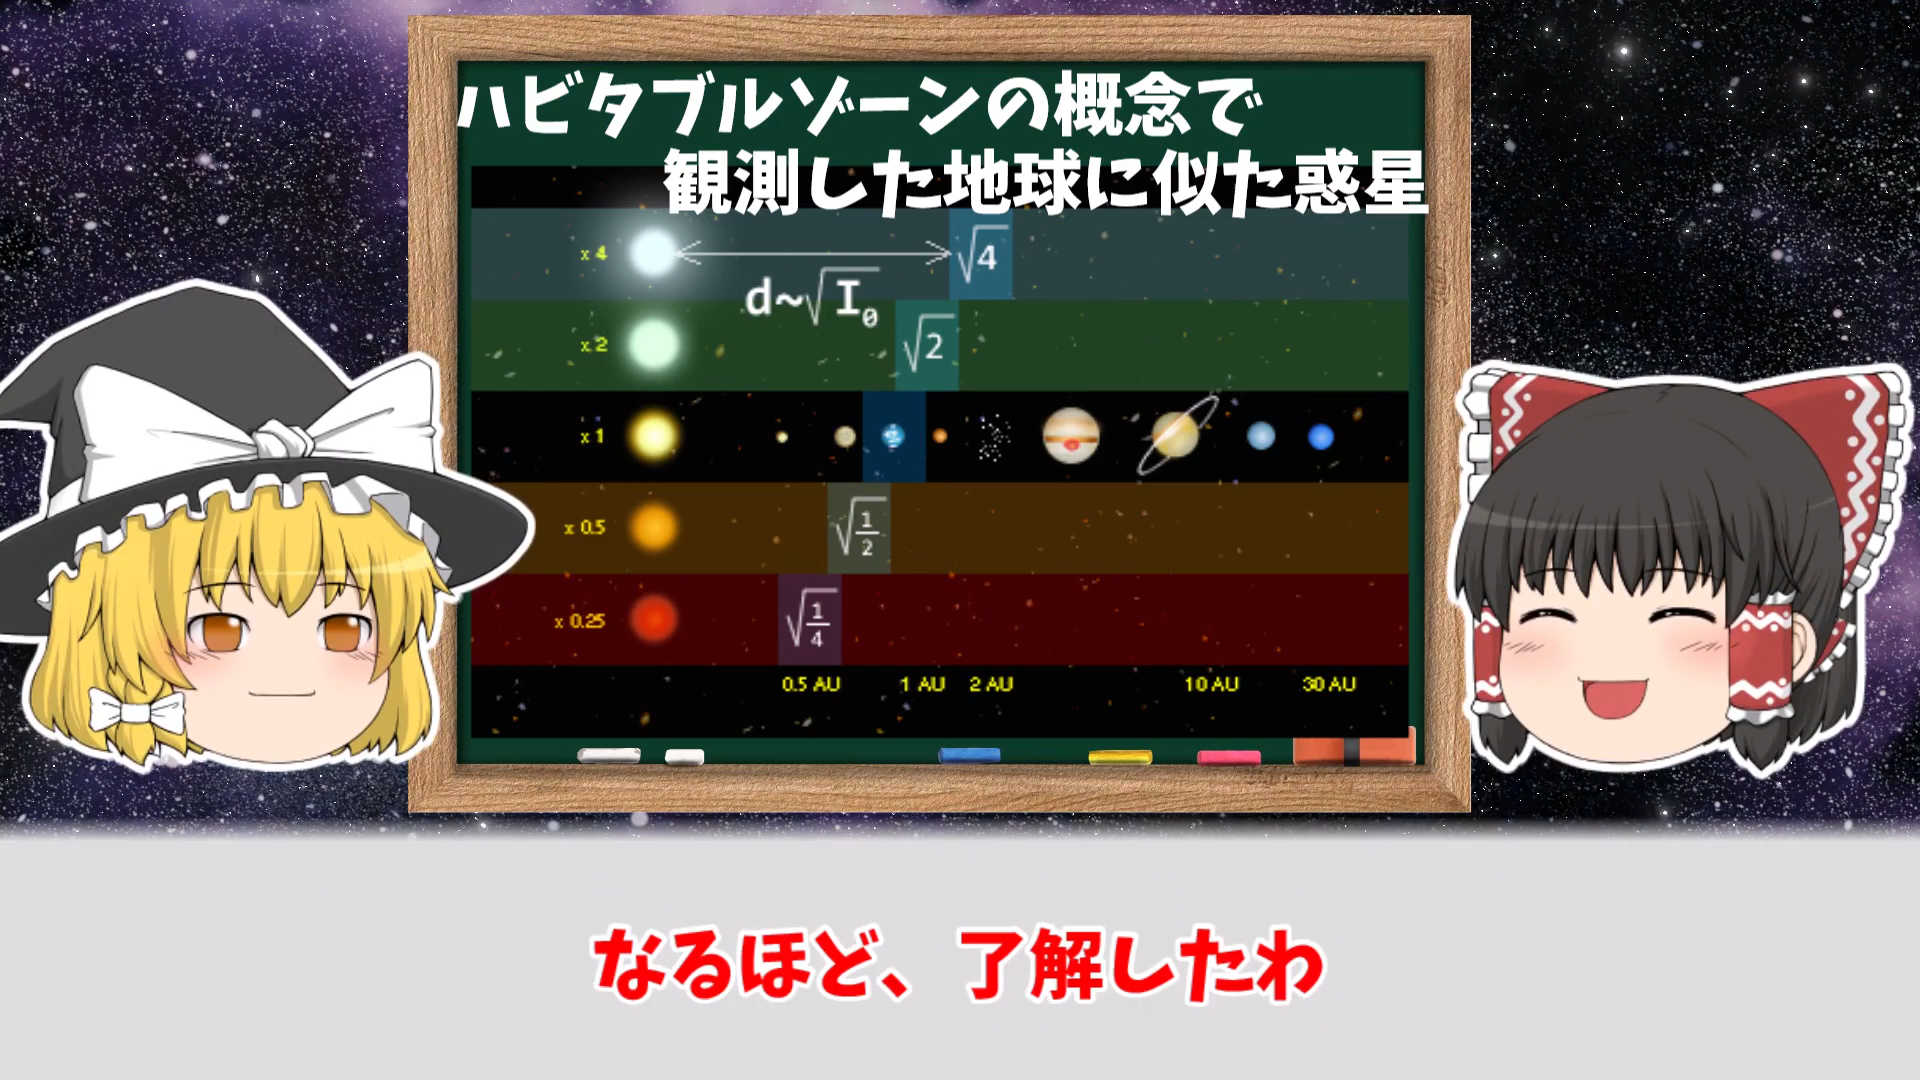 ハビタブルゾーンの概念で
観測した地球に似た惑星
x 4
√4
d~√I₀
x 2
√2
x 1
x 0.5
√1/2
x 0.25
√1/4
0.5 AU 1 AU 2 AU 10 AU 30 AU
なるほど、了解したわ